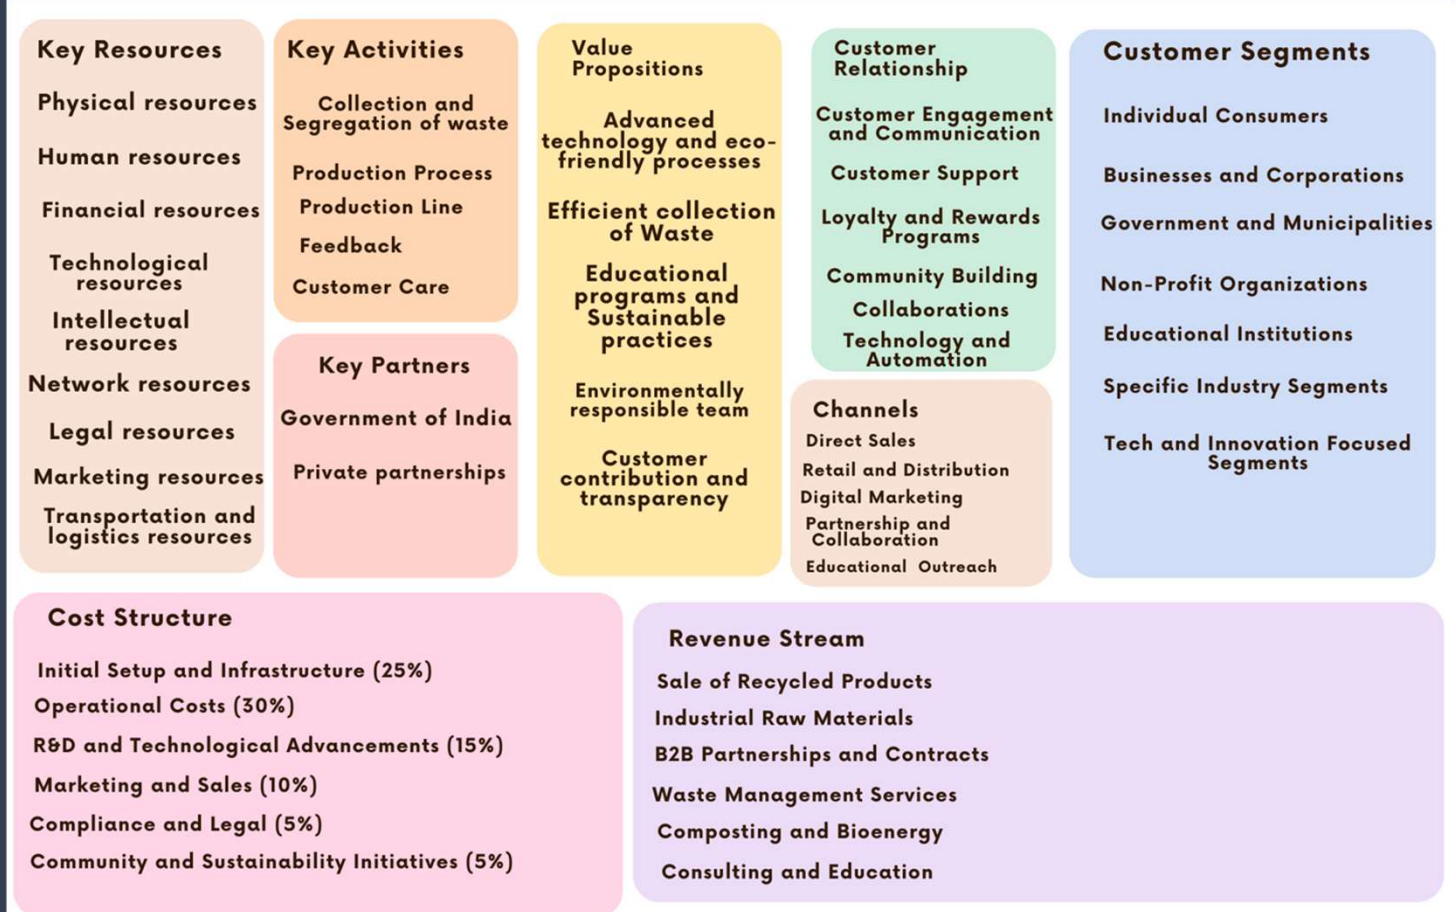 Key Resources
Physical resources
Human resources
Financial resources
Technological
resources
Intellectual
resources
Network resources
Legal resources
Marketing resources
Transportation and
logistics resources
Key Activities
Collection and
Segregation of waste
Production Process
Production Line
Feedback
Customer Care
Key Partners
Government of India
Private partnerships
Value
Propositions
Advanced
technology and eco-
friendly processes
Efficient collection
of Waste
Educational
programs and
Sustainable
practices
Environmentally
responsible team
Customer
contribution and
transparency
Customer
Relationship
Customer Engagement
and Communication
Customer Support
Loyalty and Rewards
Programs
Community Building
Collaborations
Technology and
Automation
Channels
Direct Sales
Retail and Distribution
Digital Marketing
Partnership and
Collaboration
Educational Outreach
Customer Segments
Individual Consumers
Businesses and Corporations
Government and Municipalities
Non-Profit Organizations
Educational Institutions
Specific Industry Segments
Tech and Innovation Focused
Segments
Cost Structure
Initial Setup and Infrastructure (25%)
Operational Costs (30%)
R&D and Technological Advancements (15%)
Marketing and Sales (10%)
Compliance and Legal (5%)
Community and Sustainability Initiatives (5%)
Revenue Stream
Sale of Recycled Products
Industrial Raw Materials
B2B Partnerships and Contracts
Waste Management Services
Composting and Bioenergy
Consulting and Education